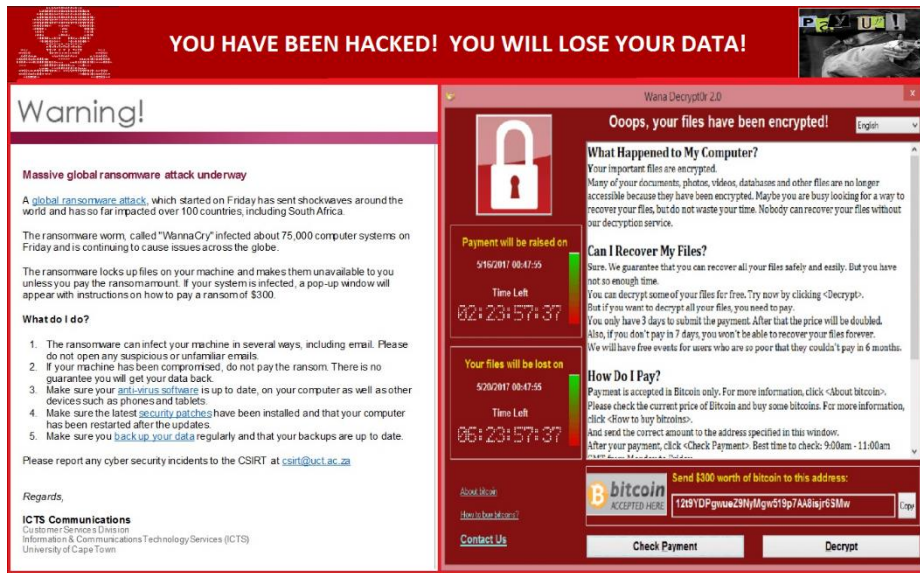 YOU HAVE BEEN HACKED! YOU WILL LOSE YOUR DATA!
Pay Up!
Warning!
Massive global ransomware attack underway
A global ransomware attack, which started on Friday has sent shockwaves around the
world and has so far impacted over 100 countries, including South Africa.
The ransomware worm, called "WannaCry" infected about 75,000 computer systems on
Friday and is continuing to cause issues across the globe.
The ransomware locks up files on your machine and makes them unavailable to you
unless you pay the ransom amount. If your system is infected, a pop-up window will
appear with instructions on how to pay a ransom of $300.
What do I do?
1. The ransomware can infect your machine in several ways, including email. Please
do not open any suspicious or unfamiliar emails.
2. If your machine has been compromised, do not pay the ransom. There is no
guarantee you will get your data back.
3. Make sure your anti-virus software is up to date, on your computer as well as other
devices such as phones and tablets.
4. Make sure the latest security patches have been installed and that your computer
has been restarted after the updates.
5. Make sure you back up your data regularly and that your backups are up to date.
Please report any cyber security incidents to the CSIRT at csirt@uct.ac.za
Regards,
ICTS Communications
Customer Services Division
Information & Communications Technology Services (ICTS)
University of Cape Town
Wana Decrypt0r 2.0
x
Ooops, your files have been encrypted!
English
Payment will be raised on
5/16/2017 00:47:55
Time Left
02:23:57:37
Your files will be lost on
5/20/2017 00:47:55
Time Left
06:23:57:37
About bitcoin
How to buy bitcoins?
Contact Us
What Happened to My Computer?
Your important files are encrypted.
Many of your documents, photos, videos, databases and other files are no longer
accessible because they have been encrypted. Maybe you are busy looking for a way to
recover your files, but do not waste your time. Nobody can recover your files without
our decryption service.
Can I Recover My Files?
Sure. We guarantee that you can recover all your files safely and easily. But you have
not so enough time.
You can decrypt some of your files for free. Try now by clicking <Decrypt>.
But if you want to decrypt all your files, you need to pay.
You only have 3 days to submit the payment. After that the price will be doubled.
Also, if you don't pay in 7 days, you won't be able to recover your files forever.
We will have free events for users who are so poor that they couldn't pay in 6 months.
How Do I Pay?
Payment is accepted in Bitcoin only. For more information, click <About bitcoin>.
Please check the current price of Bitcoin and buy some bitcoins. For more information,
click <How to buy bitcoins>.
And send the correct amount to the address specified in this window.
After your payment, click <Check Payment>. Best time to check: 9:00am - 11:00am
GMT from Monday to Friday.
bitcoin
ACCEPTED HERE
Send $300 worth of bitcoin to this address:
12t9YDPgwueZ9NyMgw519p7AA8isjr6SMw
Copy
Check Payment
Decrypt